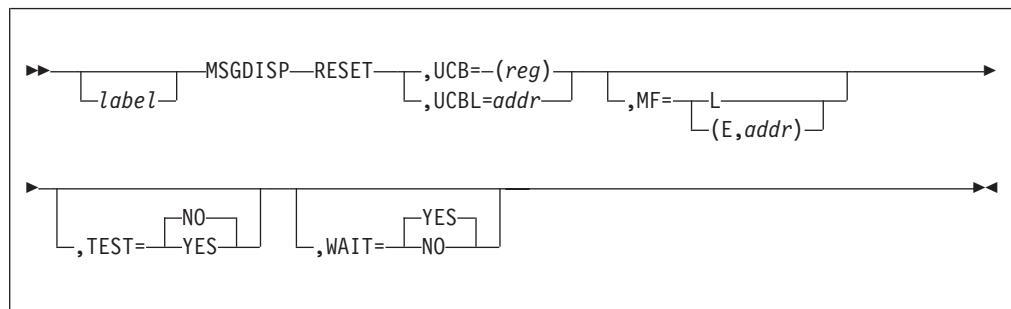 MSGDISP RESET ,UCB= (reg)
label ,UCBL=addr ,MF= L
(E,addr)
NO YES
,TEST= YES ,WAIT= NO